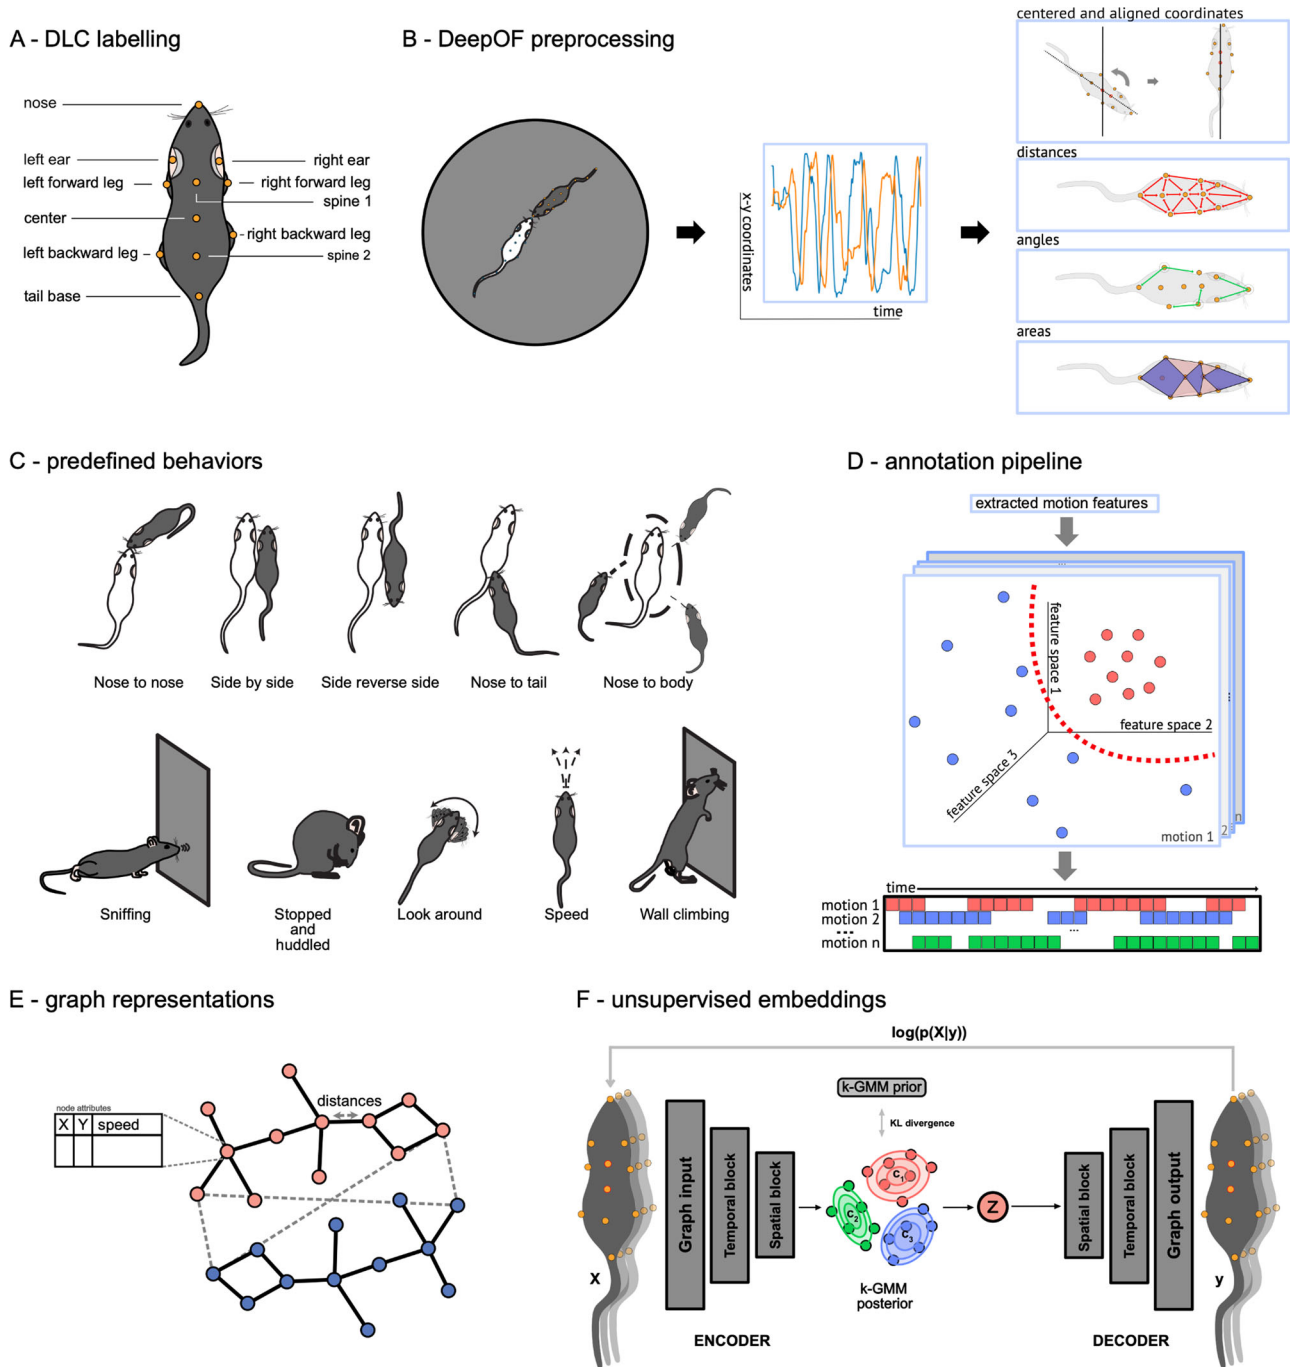 A - DLC labelling
nose
left ear
right ear
left forward leg
right forward leg
spine 1
center
right backward leg
left backward leg
spine 2
tail base
B - DeepOF preprocessing
x-y coordinates
time
centered and aligned coordinates
distances
angles
areas
C - predefined behaviors
Nose to nose
Side by side
Side reverse side
Nose to tail
Nose to body
Sniffing
Stopped
and
huddled
Look around
Speed
Wall climbing
D - annotation pipeline
extracted motion features
...
feature space 1
feature space 2
feature space 3
...
motion 1
2
n
time
motion 1
motion 2
...
motion n
E - graph representations
node attributes
X Y speed
distances
F - unsupervised embeddings
log(p(X|y))
k-GMM prior
KL divergence
Graph input
Temporal block
Spatial block
C1
C2
C3
Z
Spatial block
Temporal block
Graph output
X
y
k-GMM
posterior
ENCODER
DECODER